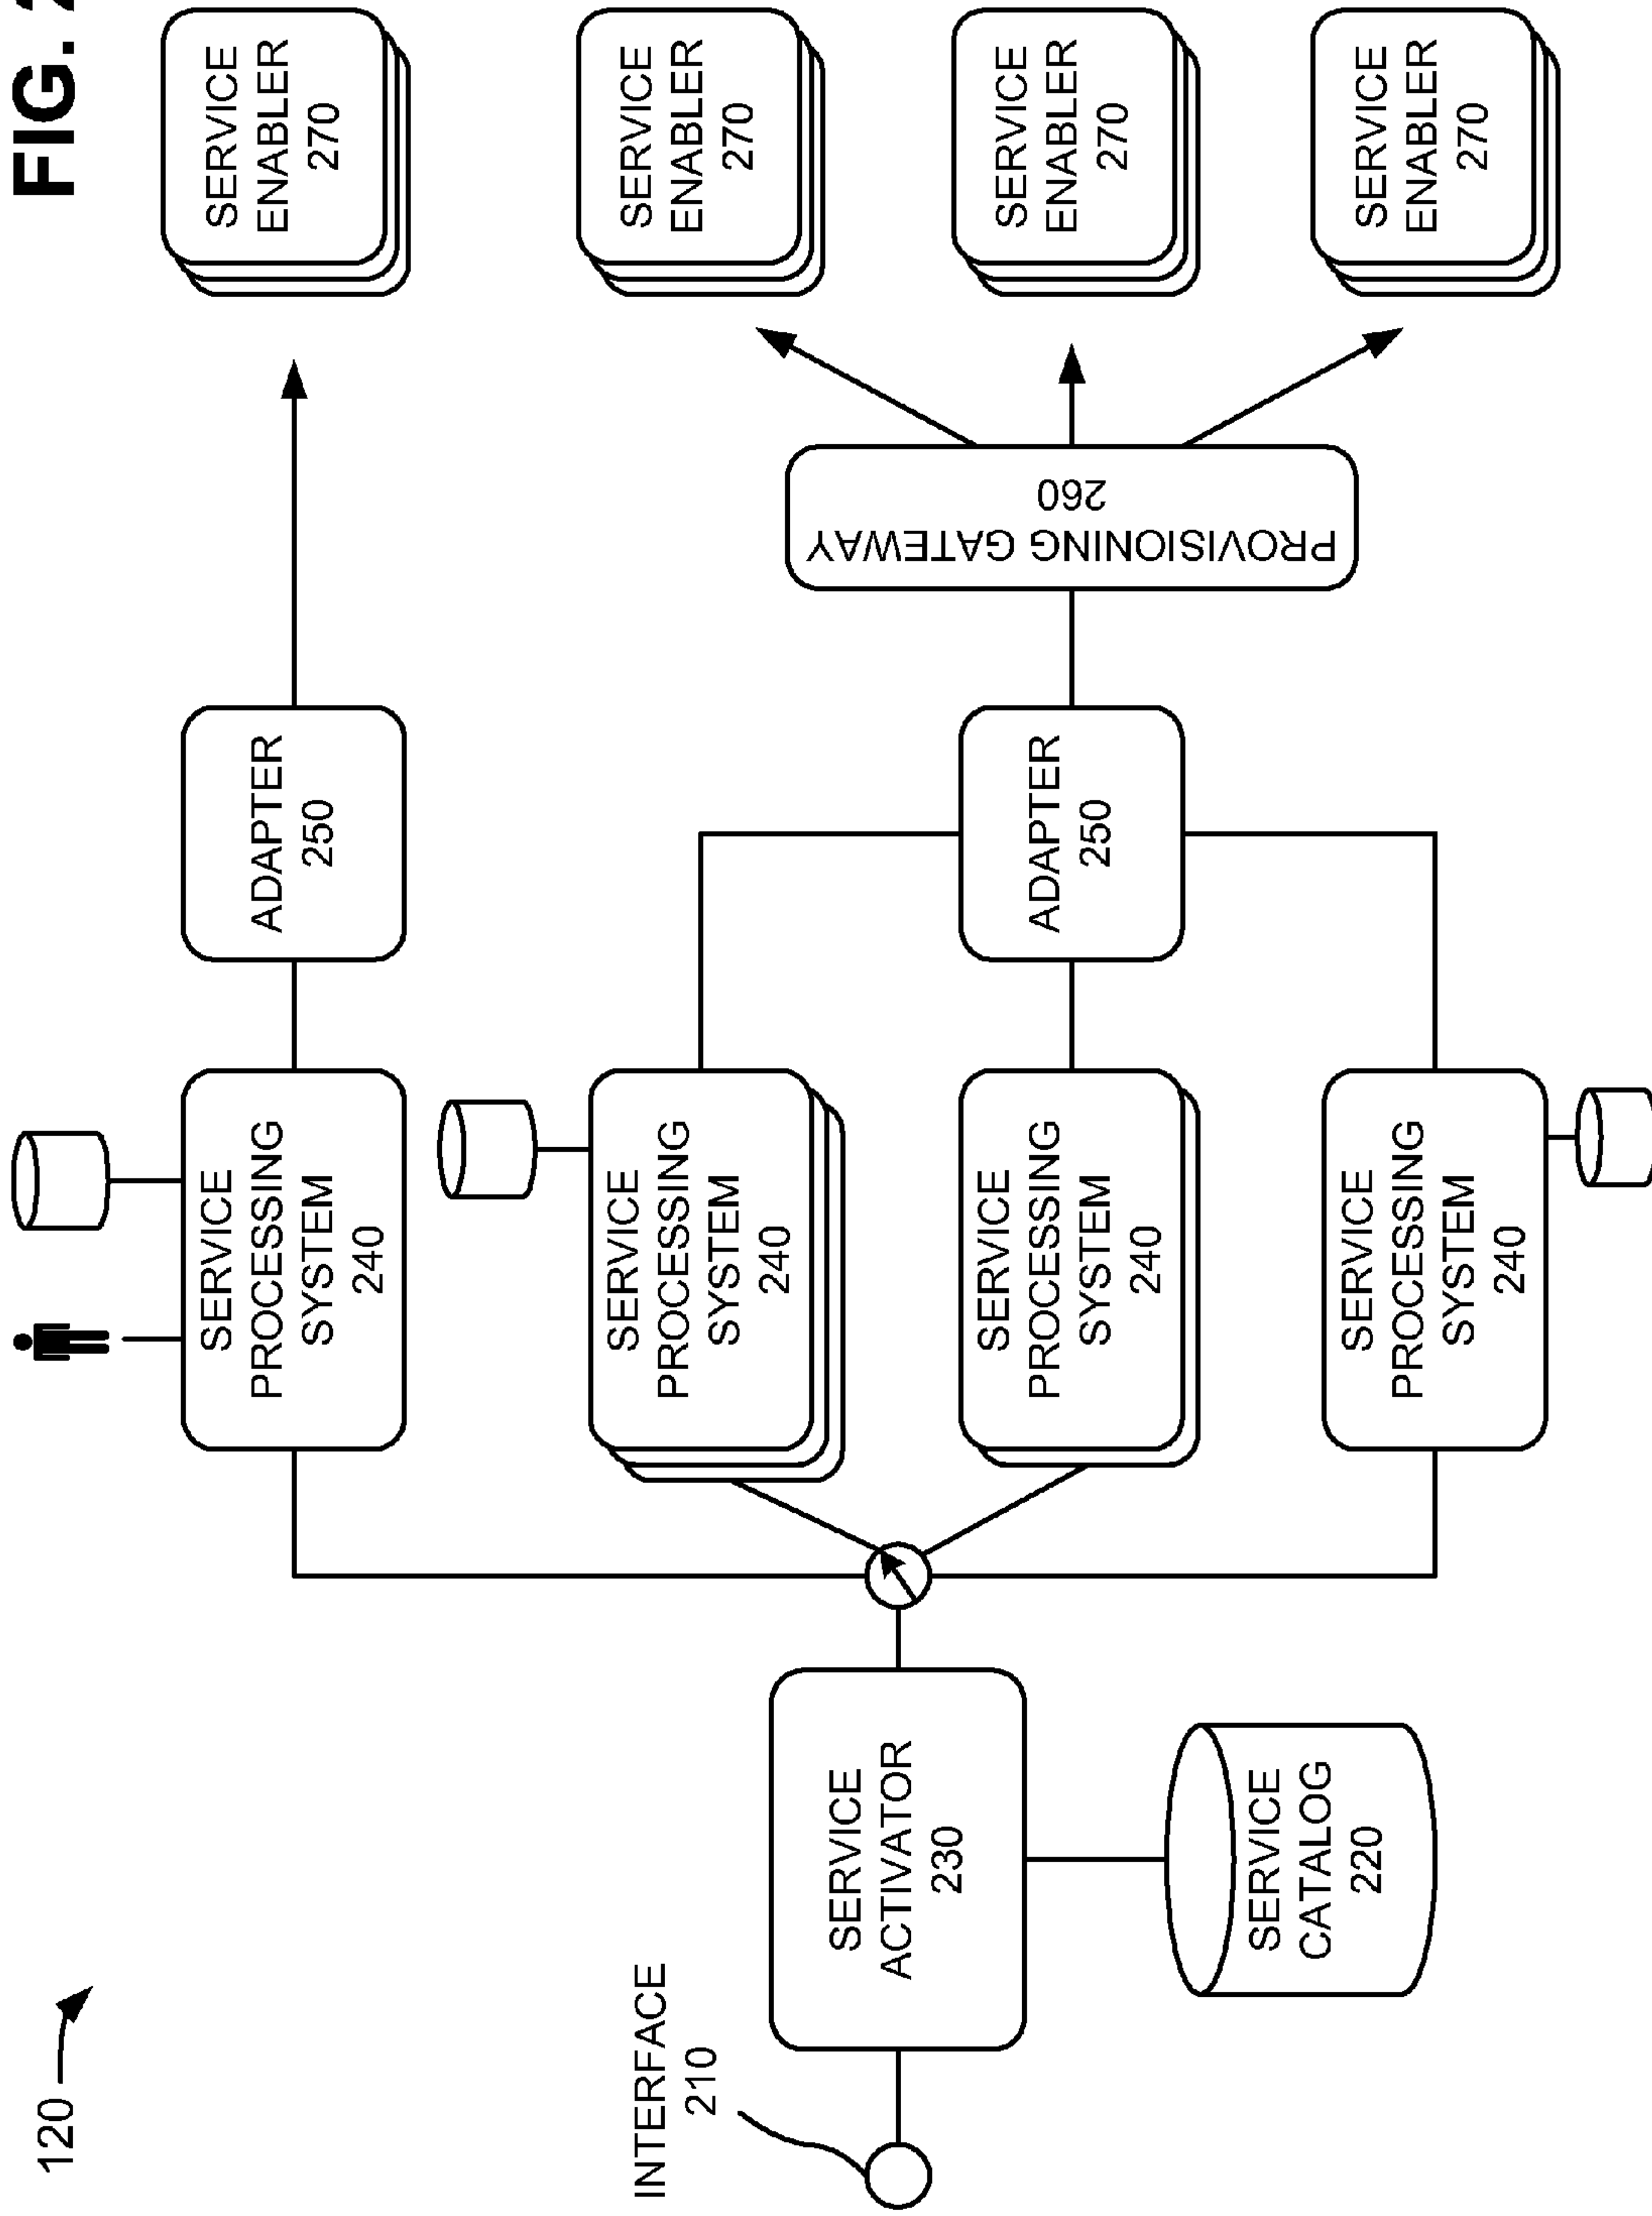 FIG. 2
120
INTERFACE
210
SERVICE
ACTIVATOR
230
SERVICE
CATALOG
220
SERVICE
PROCESSING
SYSTEM
240
SERVICE
PROCESSING
SYSTEM
240
SERVICE
PROCESSING
SYSTEM
240
SERVICE
PROCESSING
SYSTEM
240
ADAPTER
250
ADAPTER
250
PROVISIONING GATEWAY
260
SERVICE
ENABLER
270
SERVICE
ENABLER
270
SERVICE
ENABLER
270
SERVICE
ENABLER
270